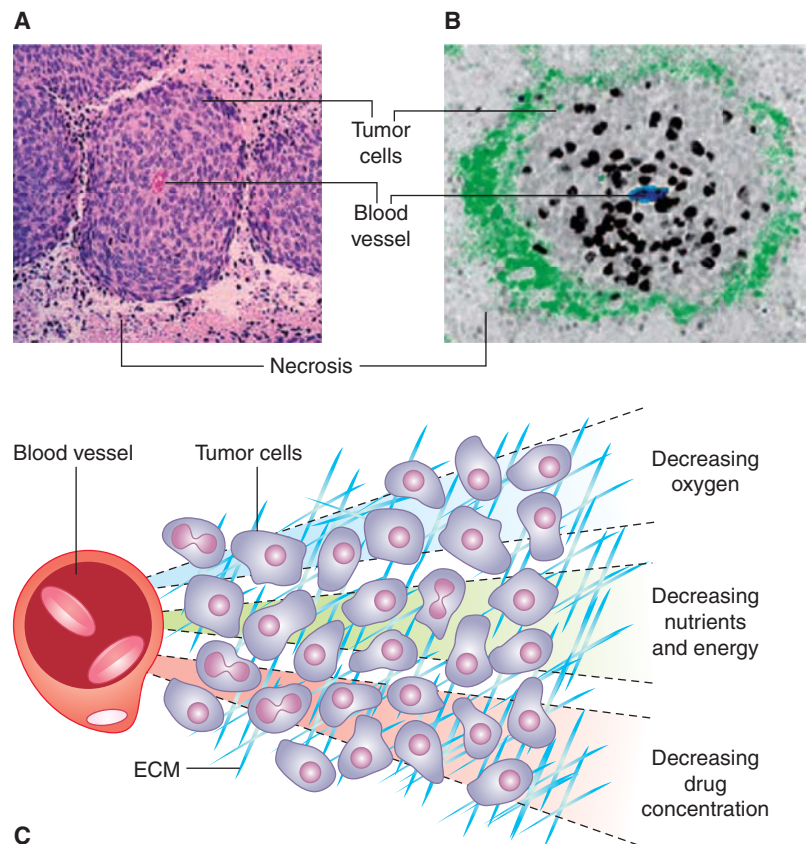 A
B
Tumor
cells
Blood
vessel
Necrosis
Blood vessel
Tumor cells
Decreasing
oxygen
Decreasing
nutrients
and energy
ECM
Decreasing
drug
concentration
C